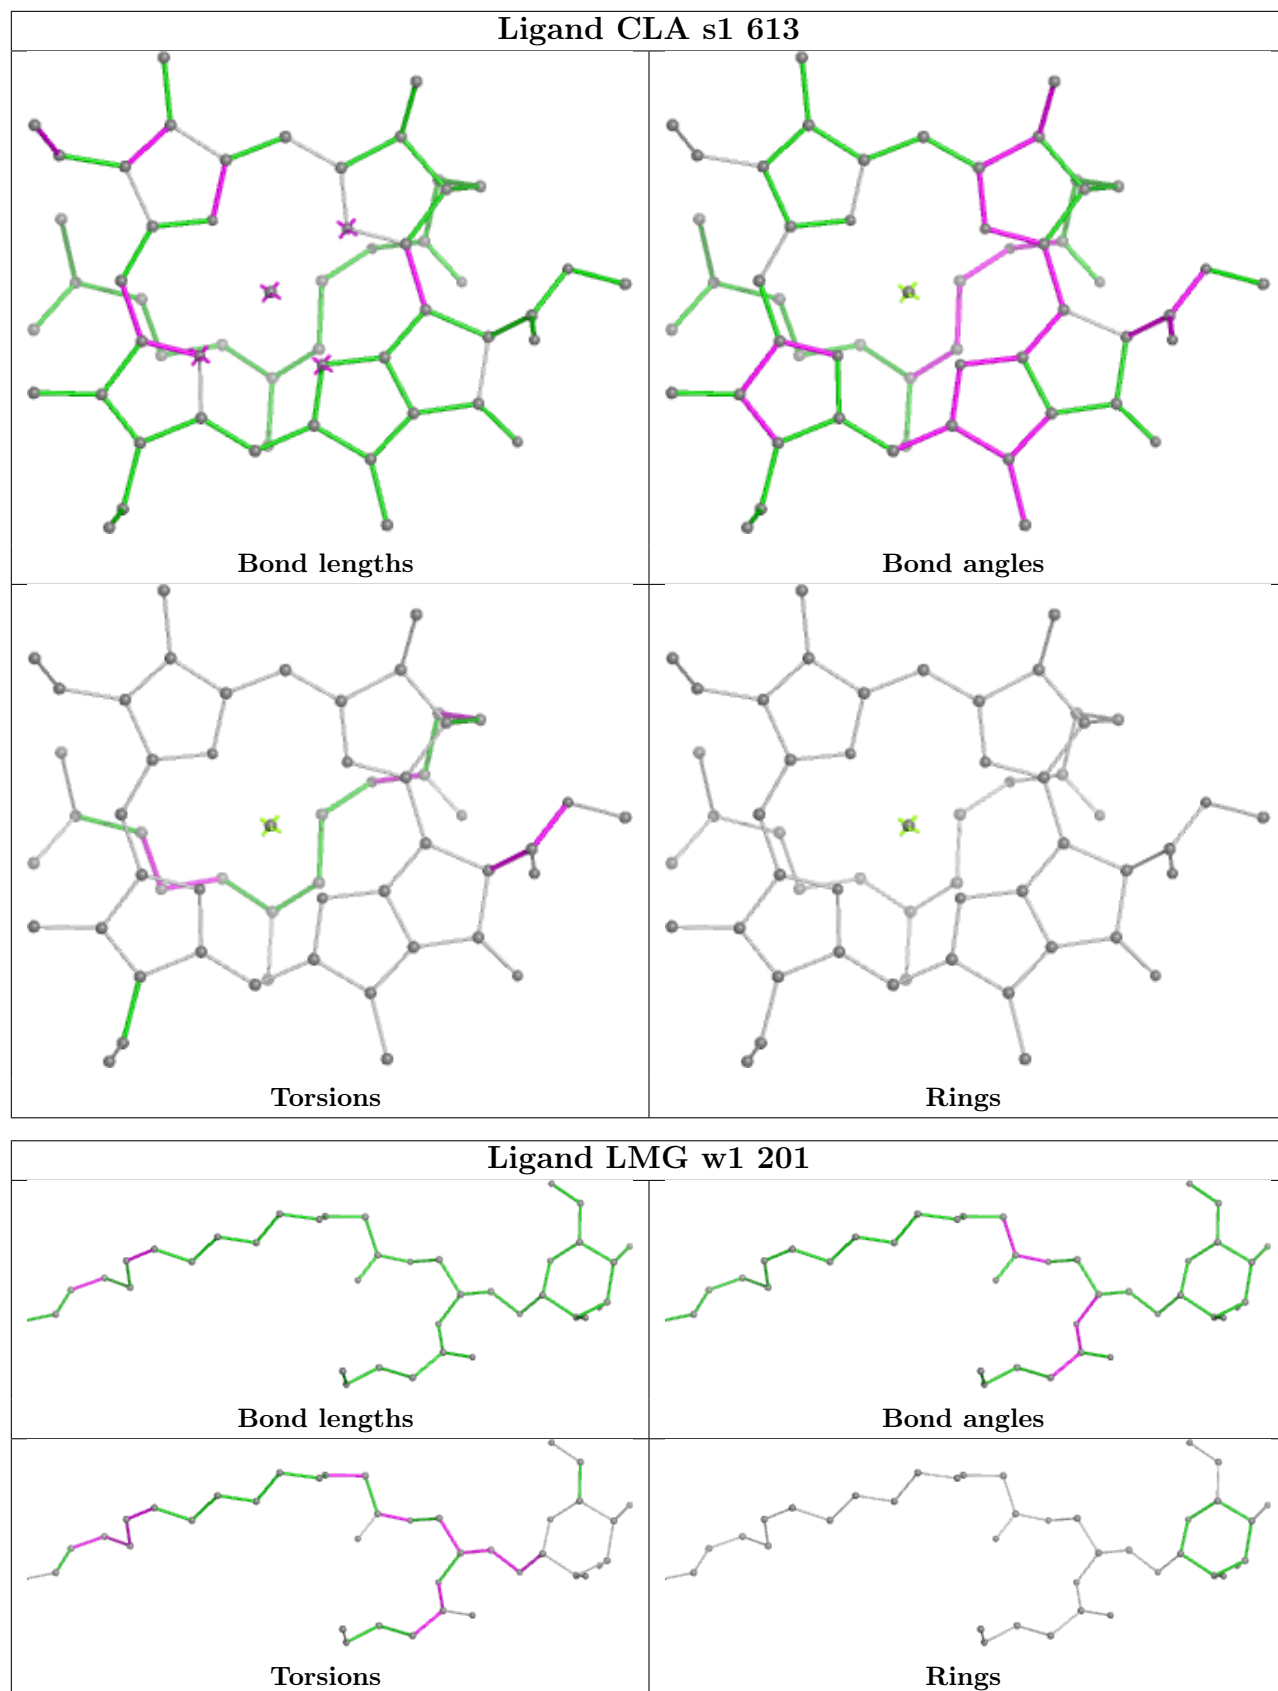 Ligand CLA s1 613
Bond lengths
Bond angles
Torsions
Rings
Ligand LMG w1 201
Bond lengths
Bond angles
Torsions
Rings